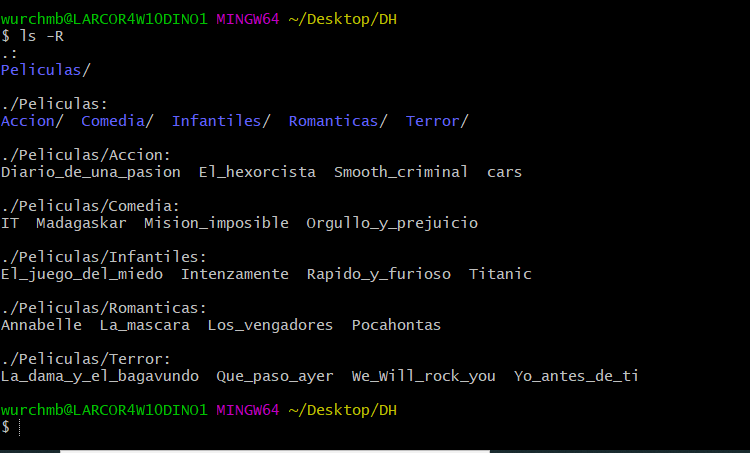 wurchmb@LARCOR4W10DINO1 MINGW64 ~/Desktop/DH
$ ls -R
.:
Peliculas/
./Peliculas:
Accion/  Comedia/  Infantiles/  Romanticas/  Terror/
./Peliculas/Accion:
Diario_de_una_pasion  El_hexorcista  Smooth_criminal  cars
./Peliculas/Comedia:
IT  Madagaskar  Mision_imposible  Orgullo_y_prejuicio
./Peliculas/Infantiles:
El_juego_del_miedo  Intenzamente  Rapido_y_furioso  Titanic
./Peliculas/Romanticas:
Annabelle  La_mascara  Los_vengadores  Pocahontas
./Peliculas/Terror:
La_dama_y_el_bagavundo  Que_paso_ayer  We_Will_rock_you  Yo_antes_de_ti
wurchmb@LARCOR4W10DINO1 MINGW64 ~/Desktop/DH
$